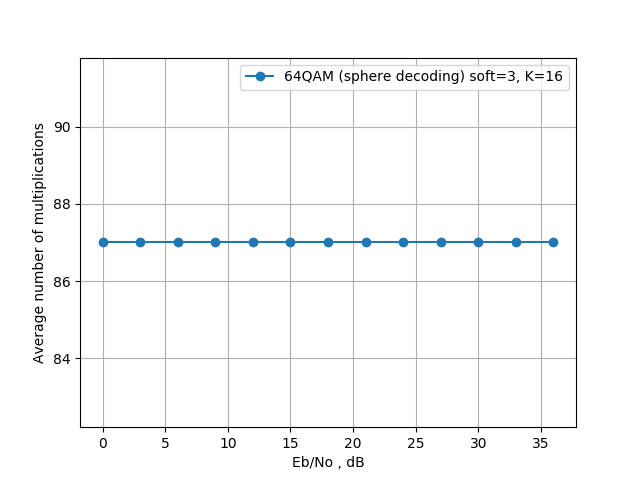 64QAM (sphere decoding) soft=3, K=16
Average number of multiplications
90
88
86
84
0 5 10 15 20 25 30 35
Eb/No , dB